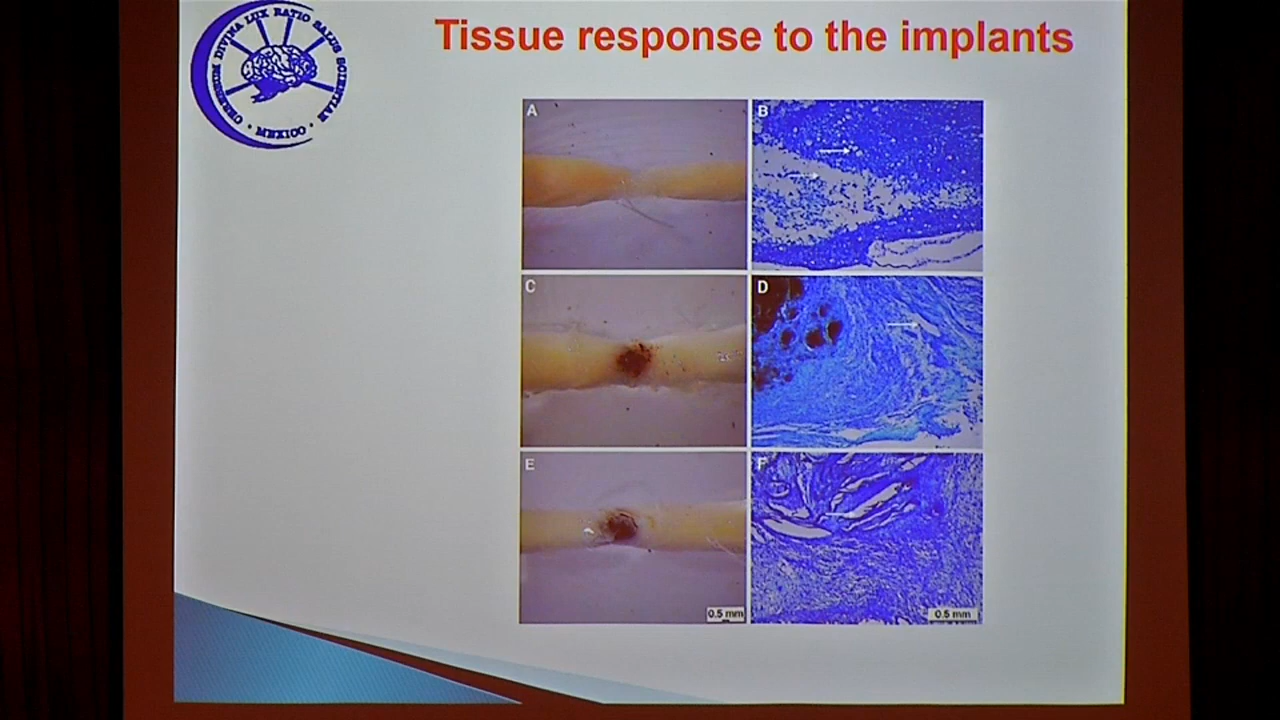 DIVINA LUX RATIO SALUS SCIENTIAE
MEXICO
Tissue response to the implants
A
B
C
D
E
F
0.5 mm
0.5 mm